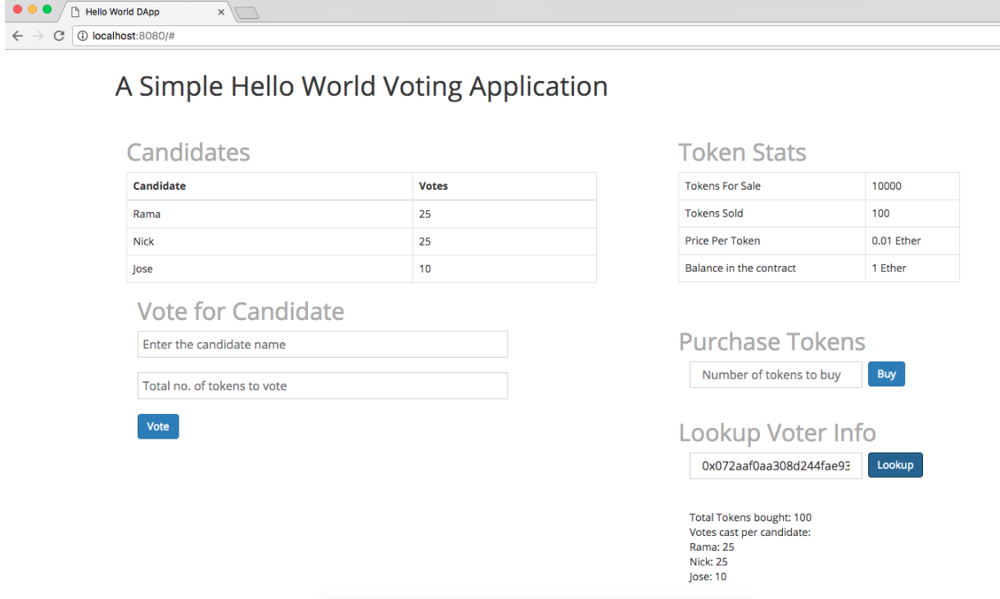 Hello World DApp
localhost:8080/#
A Simple Hello World Voting Application
Candidates
Candidate Votes
Rama 25
Nick 25
Jose 10
Vote for Candidate
Enter the candidate name
Total no. of tokens to vote
Vote
Token Stats
Tokens For Sale 10000
Tokens Sold 100
Price Per Token 0.01 Ether
Balance in the contract 1 Ether
Purchase Tokens
Number of tokens to buy Buy
Lookup Voter Info
0x072aaf0aa308d244fae93 Lookup
Total Tokens bought: 100
Votes cast per candidate:
Rama: 25
Nick: 25
Jose: 10